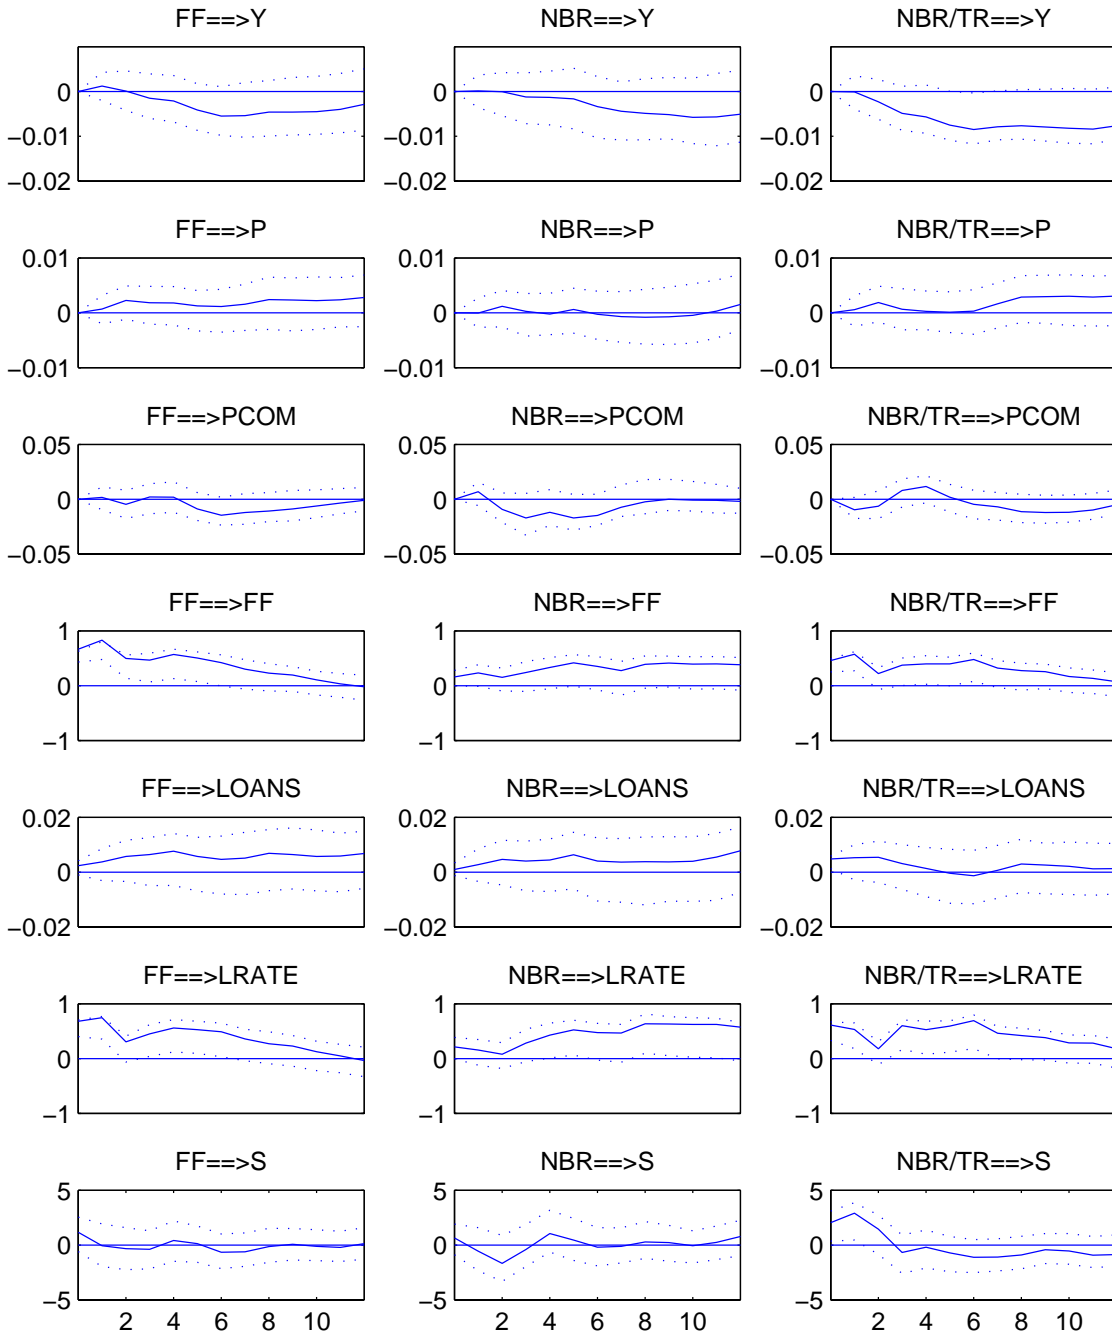 FF==>Y NBR==>Y NBR/TR==>Y
0 0 0
−0.01 −0.01 −0.01
−0.02 −0.02 −0.02
FF==>P NBR==>P NBR/TR==>P
0.01 0.01 0.01
0 0 0
−0.01 −0.01 −0.01
FF==>PCOM NBR==>PCOM NBR/TR==>PCOM
0.05 0.05 0.05
0 0 0
−0.05 −0.05 −0.05
FF==>FF NBR==>FF NBR/TR==>FF
1 1 1
0 0 0
−1 −1 −1
FF==>LOANS NBR==>LOANS NBR/TR==>LOANS
0.02 0.02 0.02
0 0 0
−0.02 −0.02 −0.02
FF==>LRATE NBR==>LRATE NBR/TR==>LRATE
1 1 1
0 0 0
−1 −1 −1
FF==>S NBR==>S NBR/TR==>S
5 5 5
0 0 0
−5 −5 −5
2 4 6 8 10 2 4 6 8 10 2 4 6 8 10